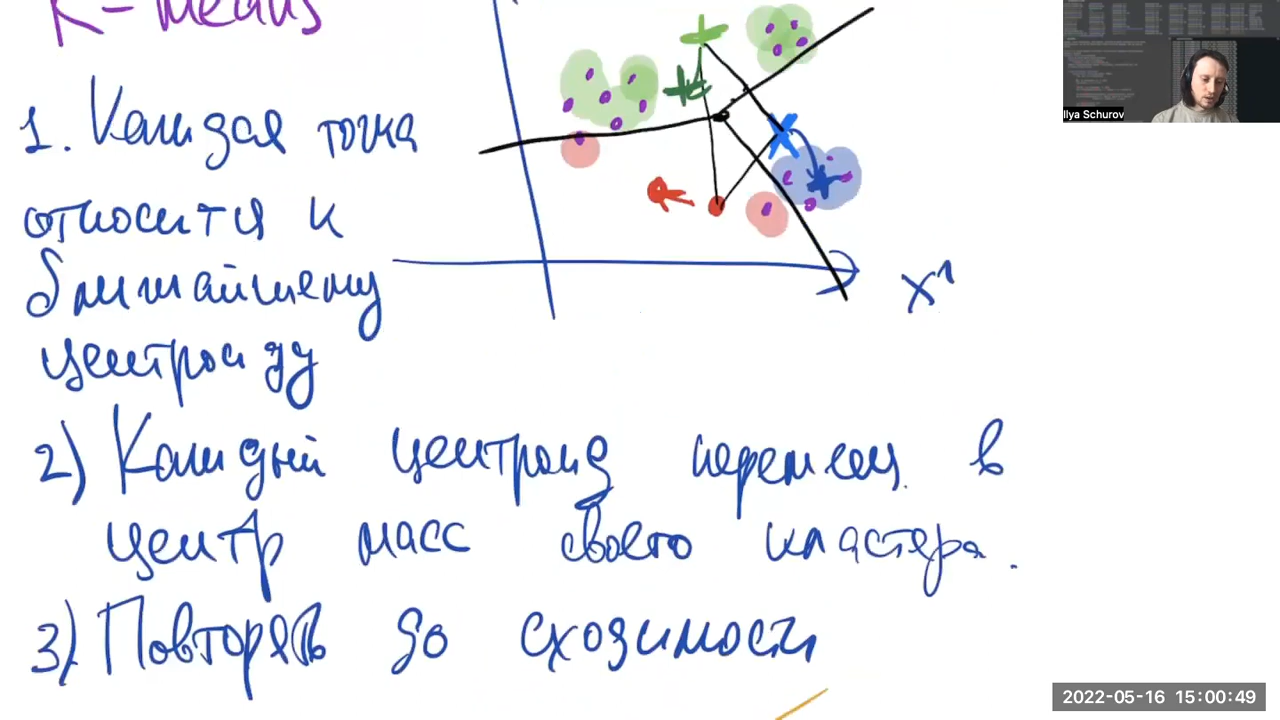 K-means
1. Каждая точка
относится к
ближайшему
центроиду
x¹
2) Каждый центроид перемещ. в
центр масс своего кластера.
3) Повторять до сходимости
Ilya Schurov
2022-05-16 15:00:49